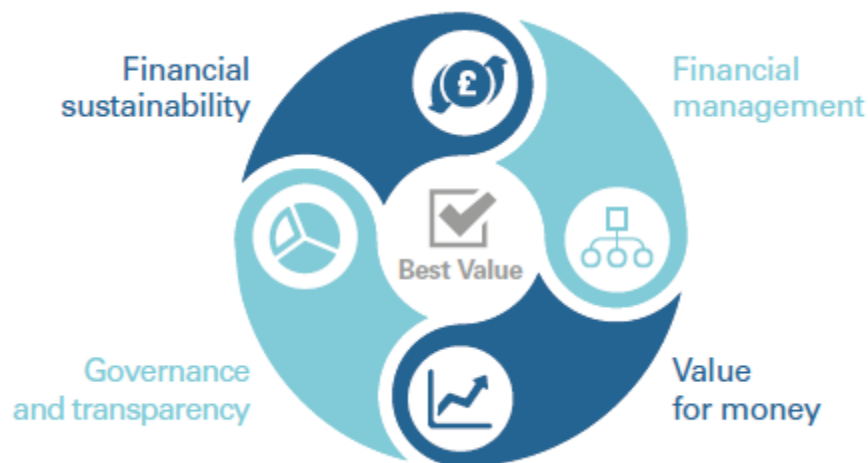 Financial
sustainability
Financial
management
£
Best Value
Governance
and transparency
Value
for money